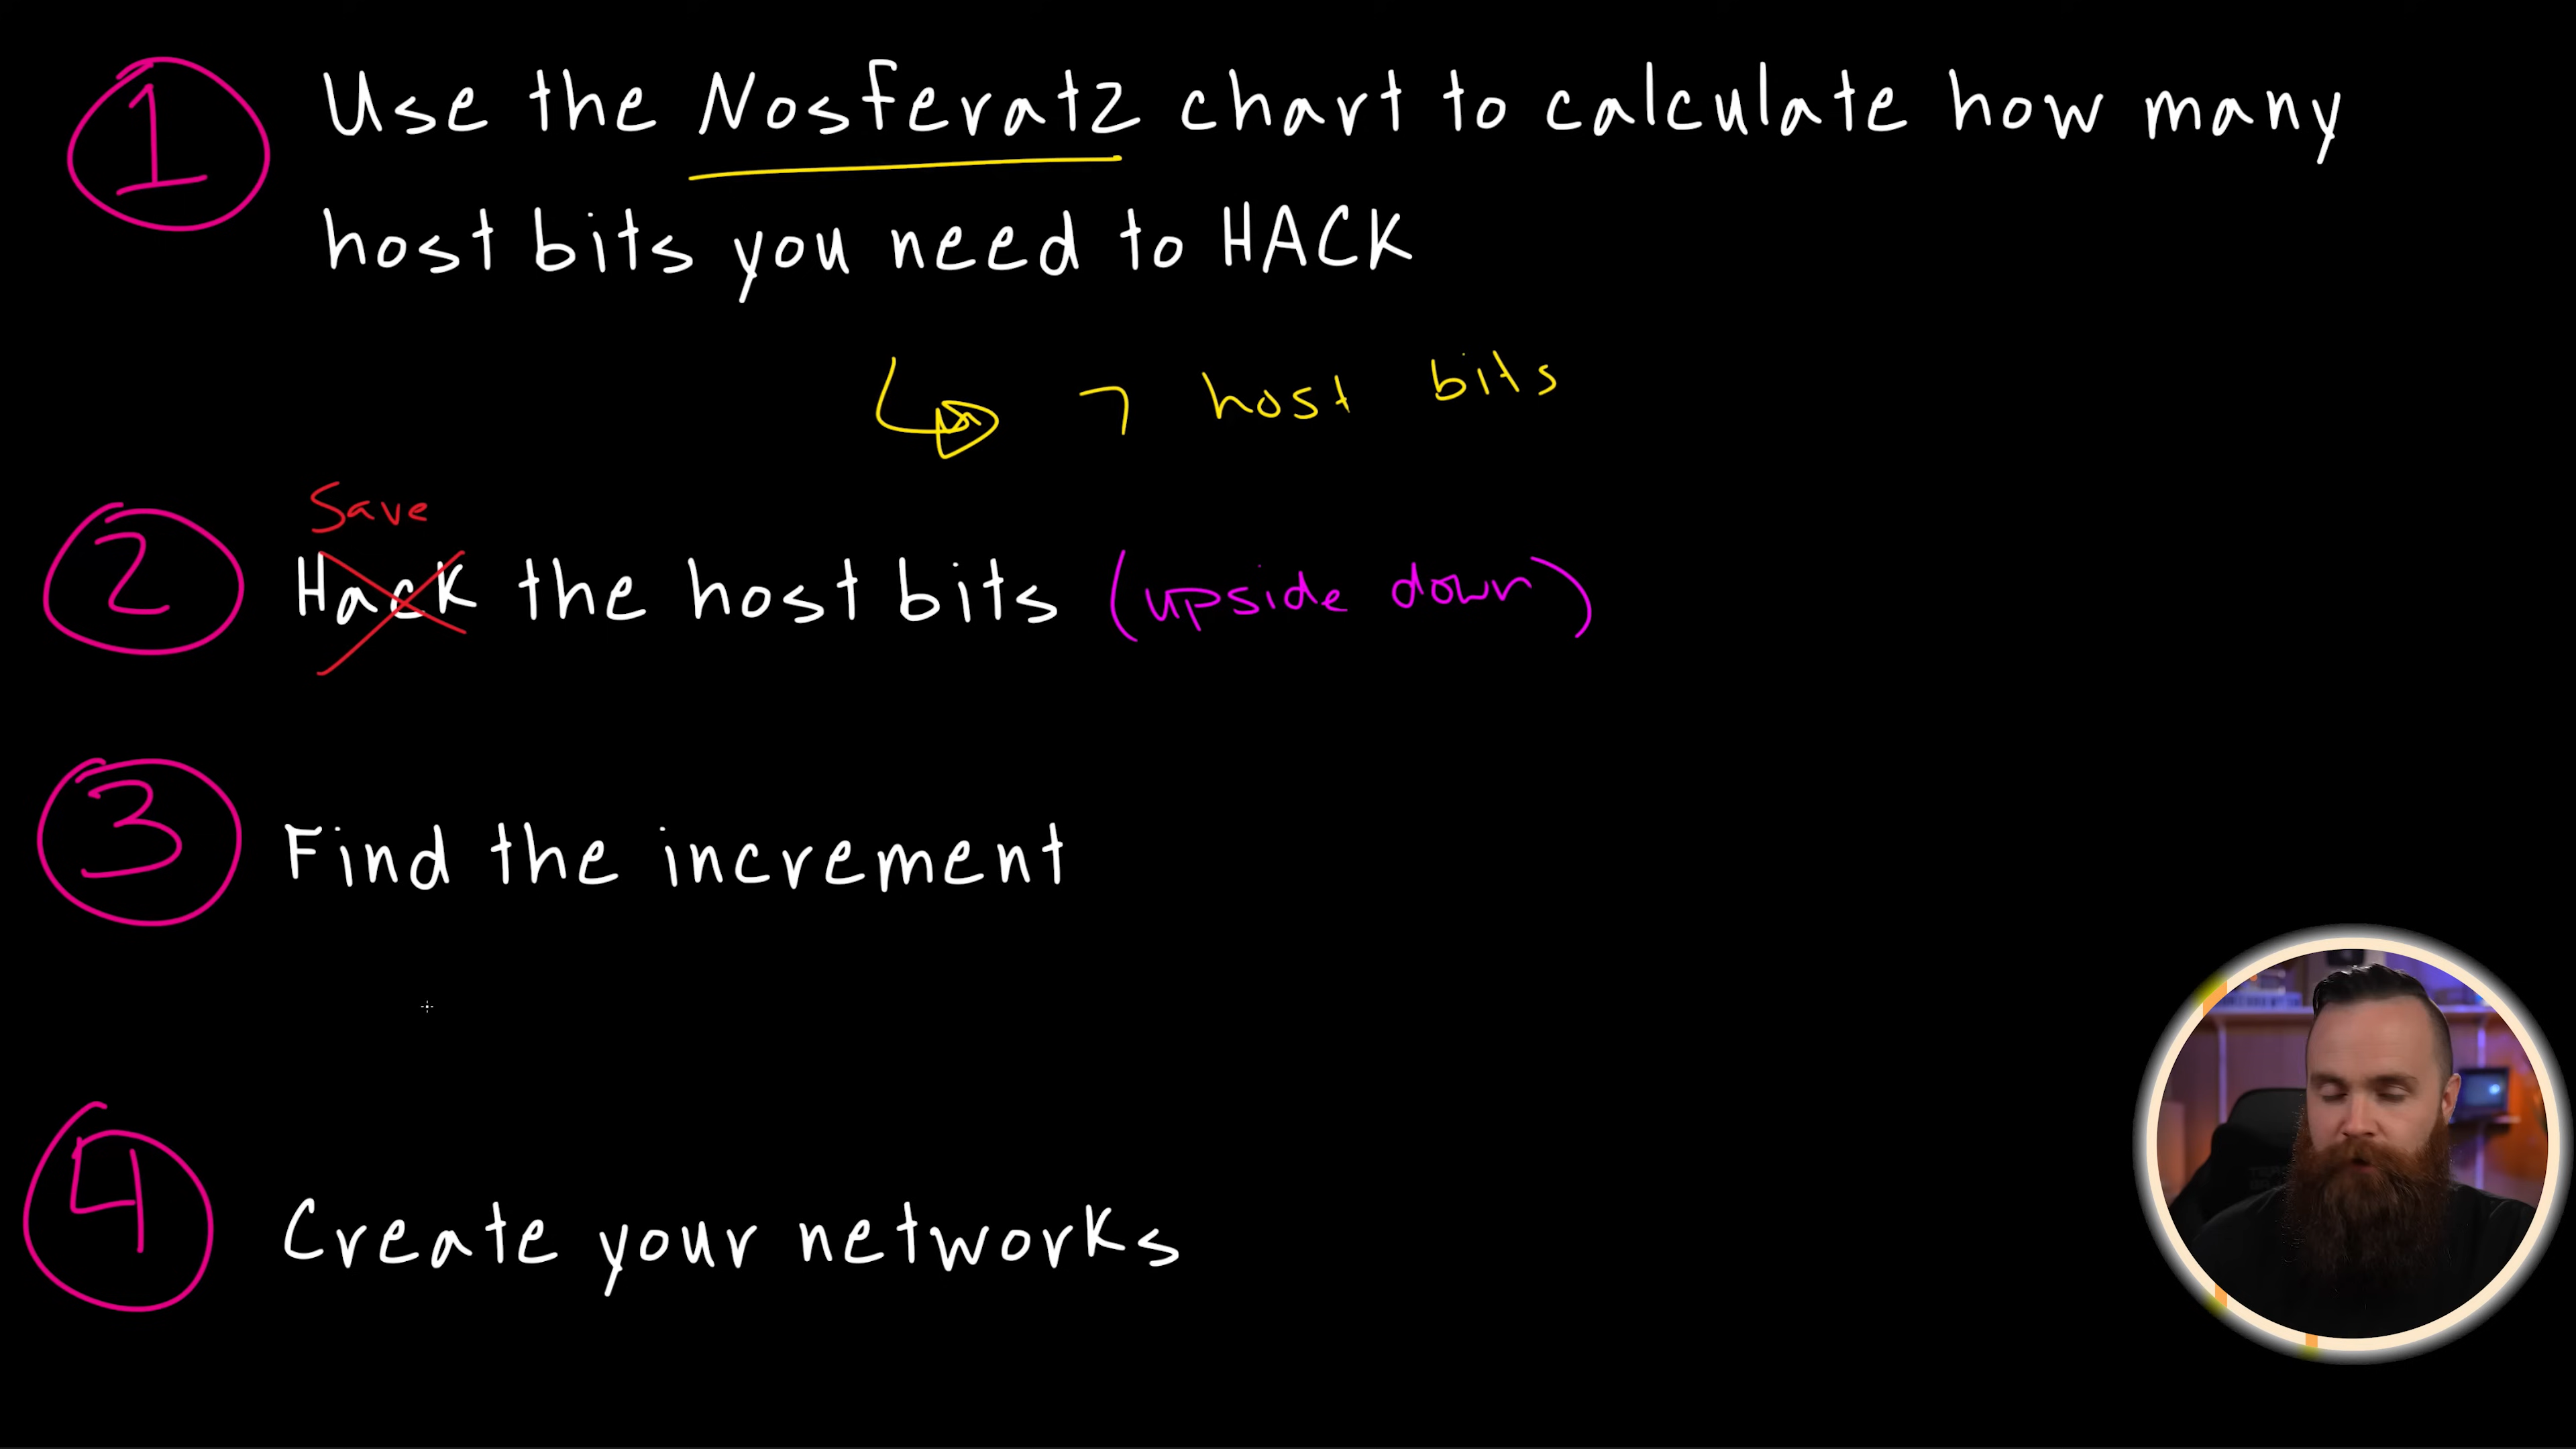 1 Use the Nosferatz chart to calculate how many
host bits you need to HACK
7 host bits
Save
2 Hack the host bits (upside down)
3 Find the increment
4 Create your networks